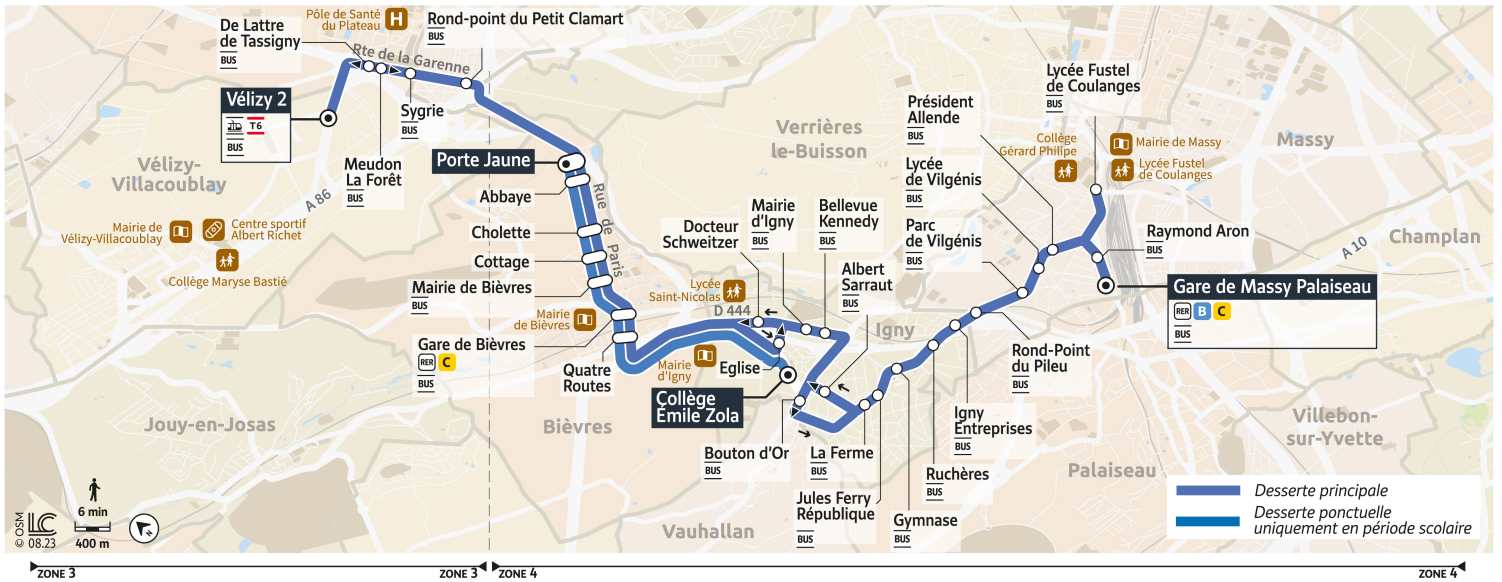 Pôle de Santé
du Plateau
H
De Lattre
de Tassigny
BUS
Rond-point du Petit Clamart
BUS
Rte de la Garenne
Vélizy 2
T6
BUS
Sygrie
BUS
Meudon
La Forêt
BUS
Vélizy-
Villacoublay
A 86
Mairie de
Vélizy-Villacoublay
Centre sportif
Albert Richet
Collège Maryse Bastié
Porte Jaune
Abbaye
Cholette
Cottage
Mairie de Bièvres
BUS
Rue de Paris
Mairie
de Bièvres
Gare de Bièvres
RER C
BUS
Quatre
Routes
Jouy-en-Josas
Bièvres
Verrières
le-Buisson
Docteur
Schweitzer
BUS
Mairie
d'Igny
BUS
Bellevue
Kennedy
BUS
Albert
Sarraut
BUS
Lycée
Saint-Nicolas
D 444
Mairie
d'Igny
Eglise
Collège
Émile Zola
Igny
Bouton d'Or
BUS
La Ferme
BUS
Jules Ferry
République
BUS
Gymnase
BUS
Ruchères
BUS
Igny
Entreprises
BUS
Rond-Point
du Pileu
BUS
Vauhallan
Palaiseau
Président
Allende
BUS
Lycée
de Vilgénis
BUS
Parc
de Vilgénis
BUS
Lycée Fustel
de Coulanges
BUS
Collège
Gérard Philipe
Mairie de Massy
Lycée Fustel
de Coulanges
Massy
Raymond Aron
BUS
Gare de Massy Palaiseau
RER B C
BUS
A 10
Champlan
Villebon-
sur-Yvette
Desserte principale
Desserte ponctuelle
uniquement en période scolaire
6 min
400 m
© OSM
LC
08.23
ZONE 3
ZONE 3
ZONE 4
ZONE 4